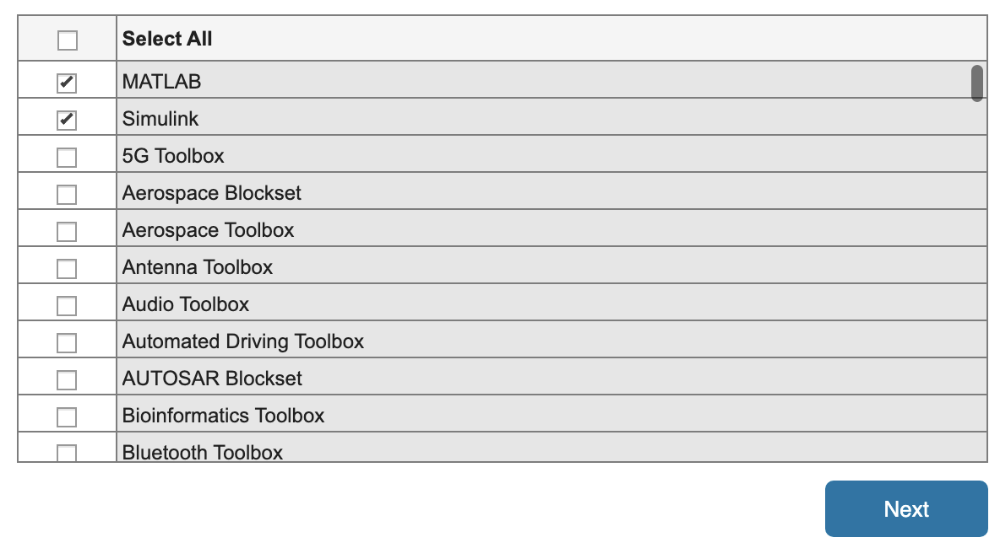 Select All
MATLAB
Simulink
5G Toolbox
Aerospace Blockset
Aerospace Toolbox
Antenna Toolbox
Audio Toolbox
Automated Driving Toolbox
AUTOSAR Blockset
Bioinformatics Toolbox
Bluetooth Toolbox
Next